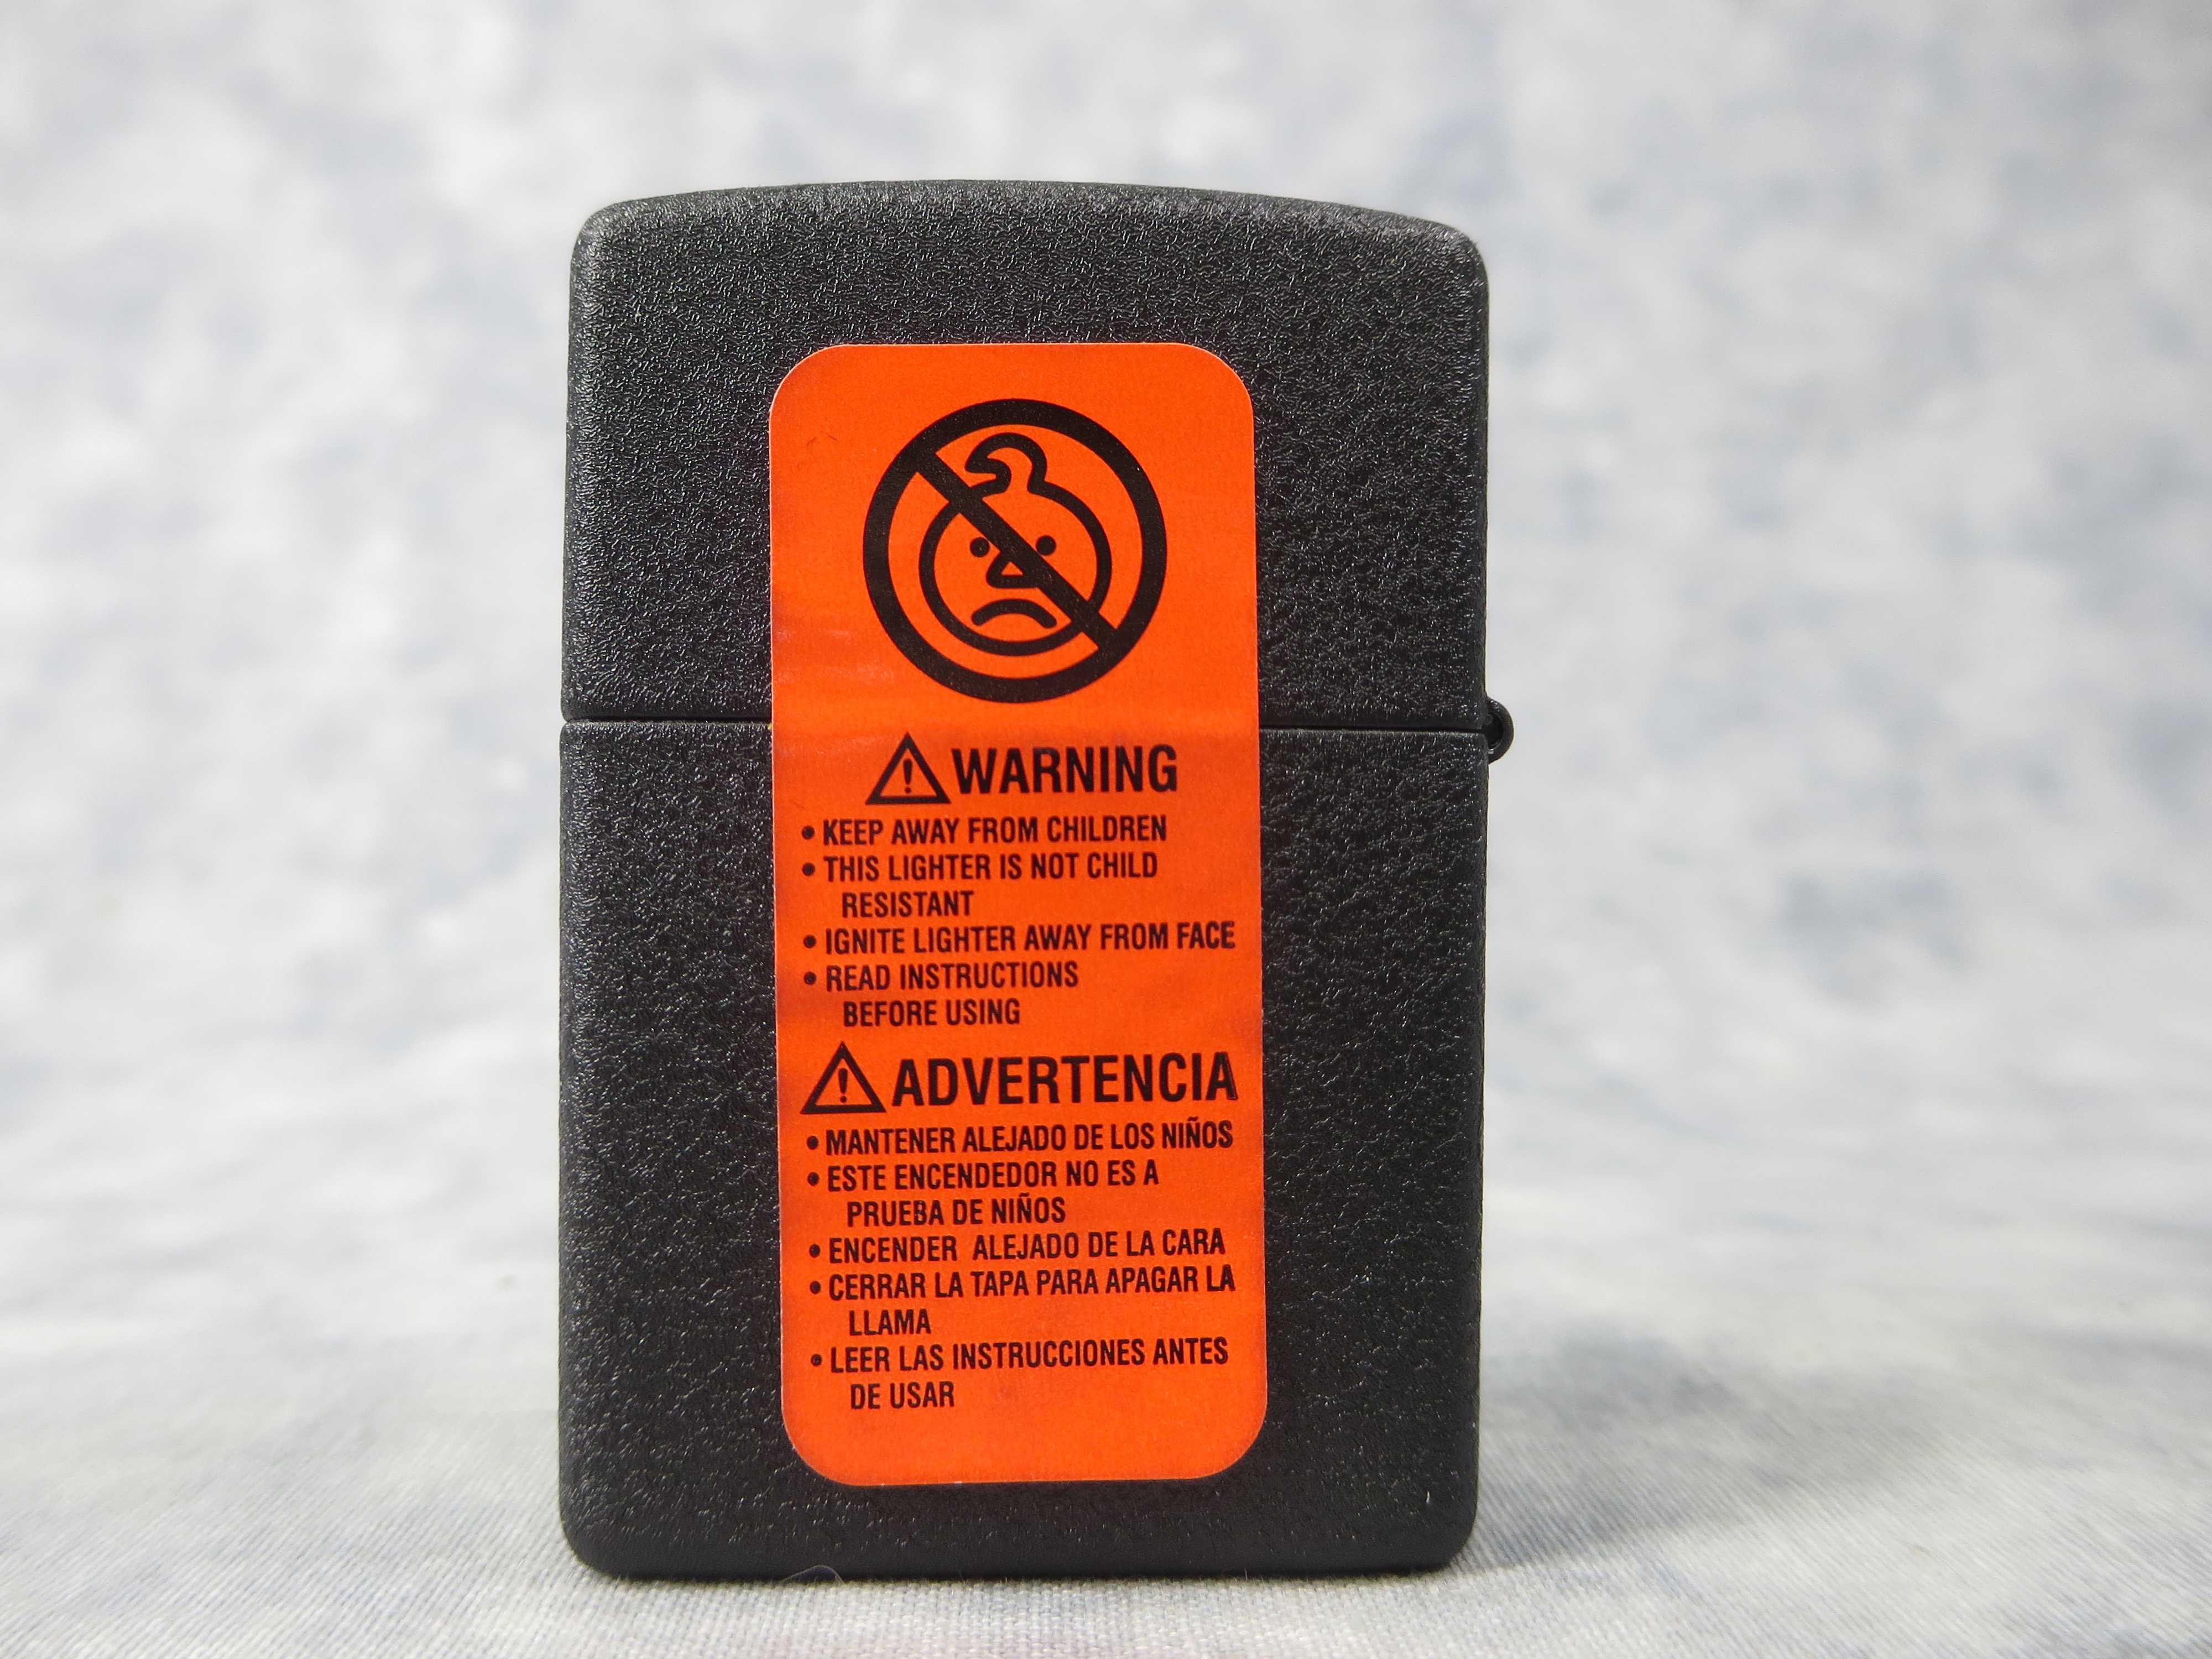 WARNING
• KEEP AWAY FROM CHILDREN
• THIS LIGHTER IS NOT CHILD
RESISTANT
• IGNITE LIGHTER AWAY FROM FACE
• READ INSTRUCTIONS
BEFORE USING
ADVERTENCIA
• MANTENER ALEJADO DE LOS NIÑOS
• ESTE ENCENDEDOR NO ES A
PRUEBA DE NIÑOS
• ENCENDER ALEJADO DE LA CARA
• CERRAR LA TAPA PARA APAGAR LA
LLAMA
• LEER LAS INSTRUCCIONES ANTES
DE USAR